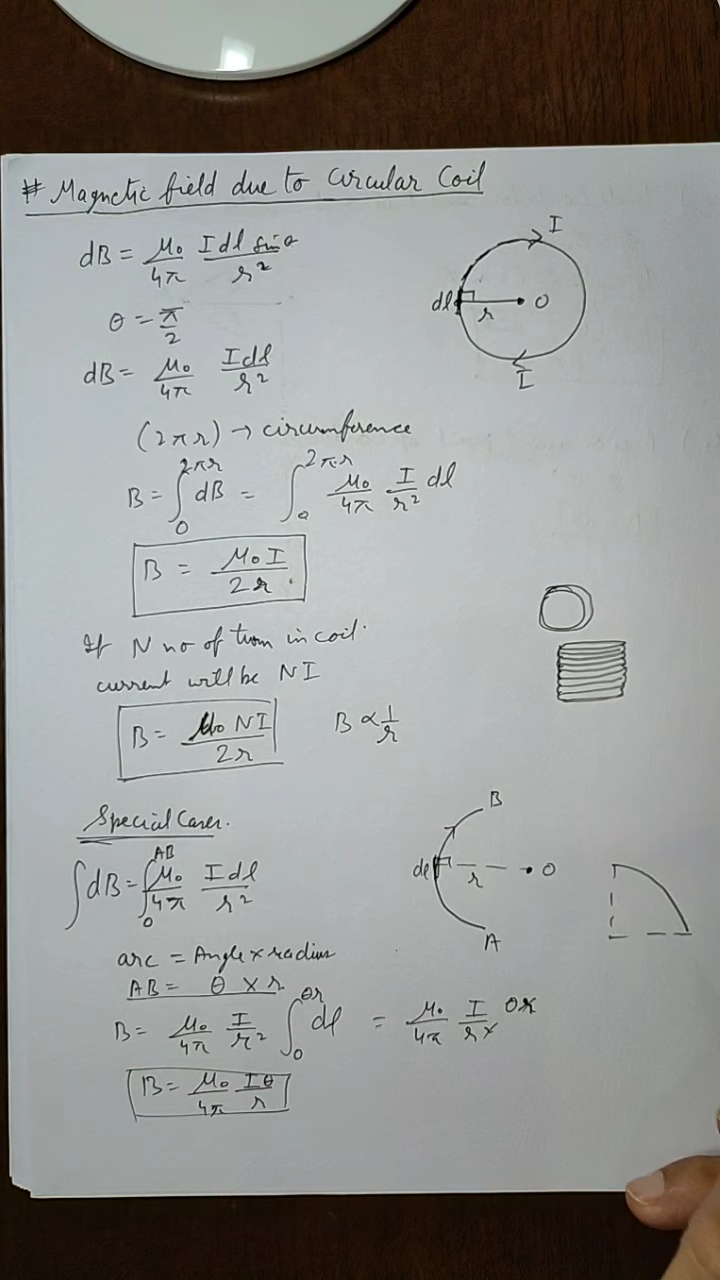 # Magnetic field due to Circular Coil
dB = μ₀/4π Idl sinθ/r²
I
θ = π/2
dl r O
dB = μ₀/4π Idl/r²
I
(2πr) → circumference
B = ∫₀^2πr dB = ∫₀^2πr μ₀/4π I/r² dl
B = μ₀I/2r.
If N no of turn in coil.
current will be NI
B = μ₀NI/2r B ∝ 1/r
Special Cases.
B
∫dB = ∫₀^AB μ₀/4π Idl/r²
dl r O
A
arc = Angle × radius
AB = θ × r
B = μ₀/4π I/r² ∫₀^θr dl = μ₀/4π I/r² θr
B = μ₀/4π Iθ/r